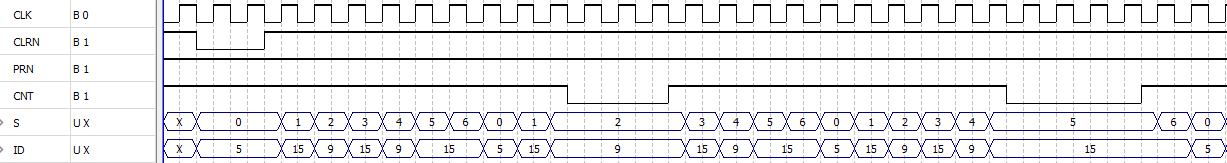 CLK B 0
CLRN B 1
PRN B 1
CNT B 1
S U X X 0 1 2 3 4 5 6 0 1 2 3 4 5 6 0 1 2 3 4 5 6 0
ID U X X 5 15 9 15 9 15 5 15 9 15 9 15 5 15 9 15 9 15 5